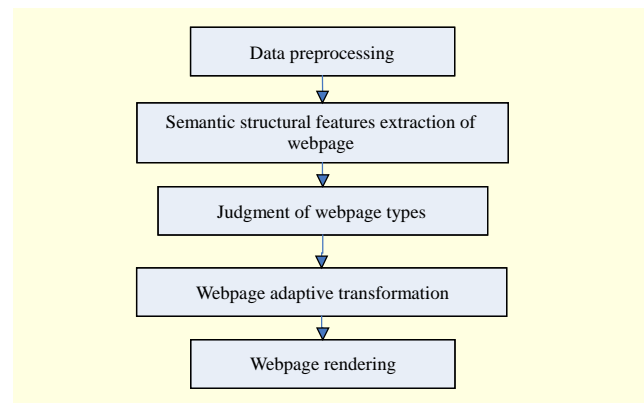 Data preprocessing
Semantic structural features extraction of
webpage
Judgment of webpage types
Webpage adaptive transformation
Webpage rendering